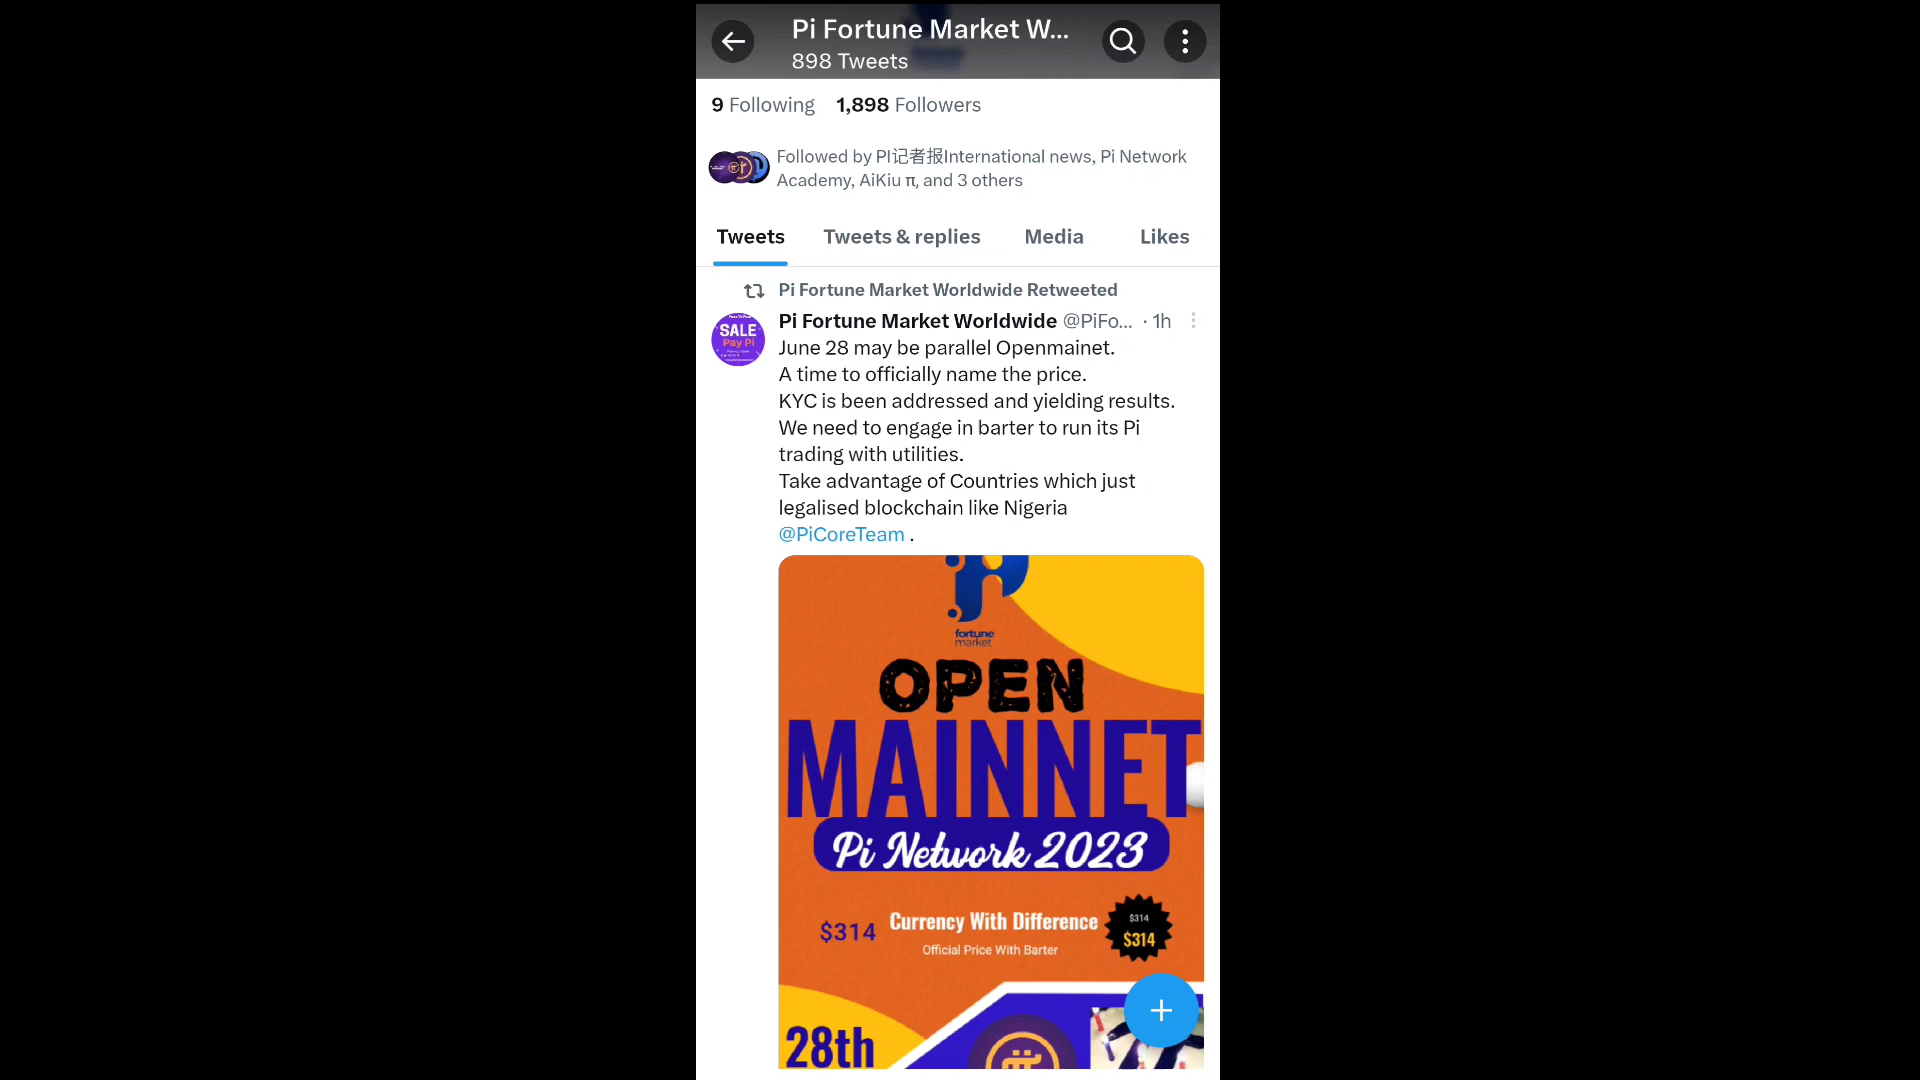 Pi Fortune Market W...
898 Tweets
9 Following 1,898 Followers
Followed by PI记者报International news, Pi Network
Academy, AiKiu π, and 3 others
Tweets Tweets & replies Media Likes
Pi Fortune Market Worldwide Retweeted
Pi Fortune Market Worldwide @PiFo... · 1h
SALE
Pay Pi
June 28 may be parallel Openmainet.
A time to officially name the price.
KYC is been addressed and yielding results.
We need to engage in barter to run its Pi
trading with utilities.
Take advantage of Countries which just
legalised blockchain like Nigeria
@PiCoreTeam .
fortune
market
OPEN
MAINNET
Pi Network 2023
$314 Currency With Difference
Official Price With Barter
$314
$314
28th